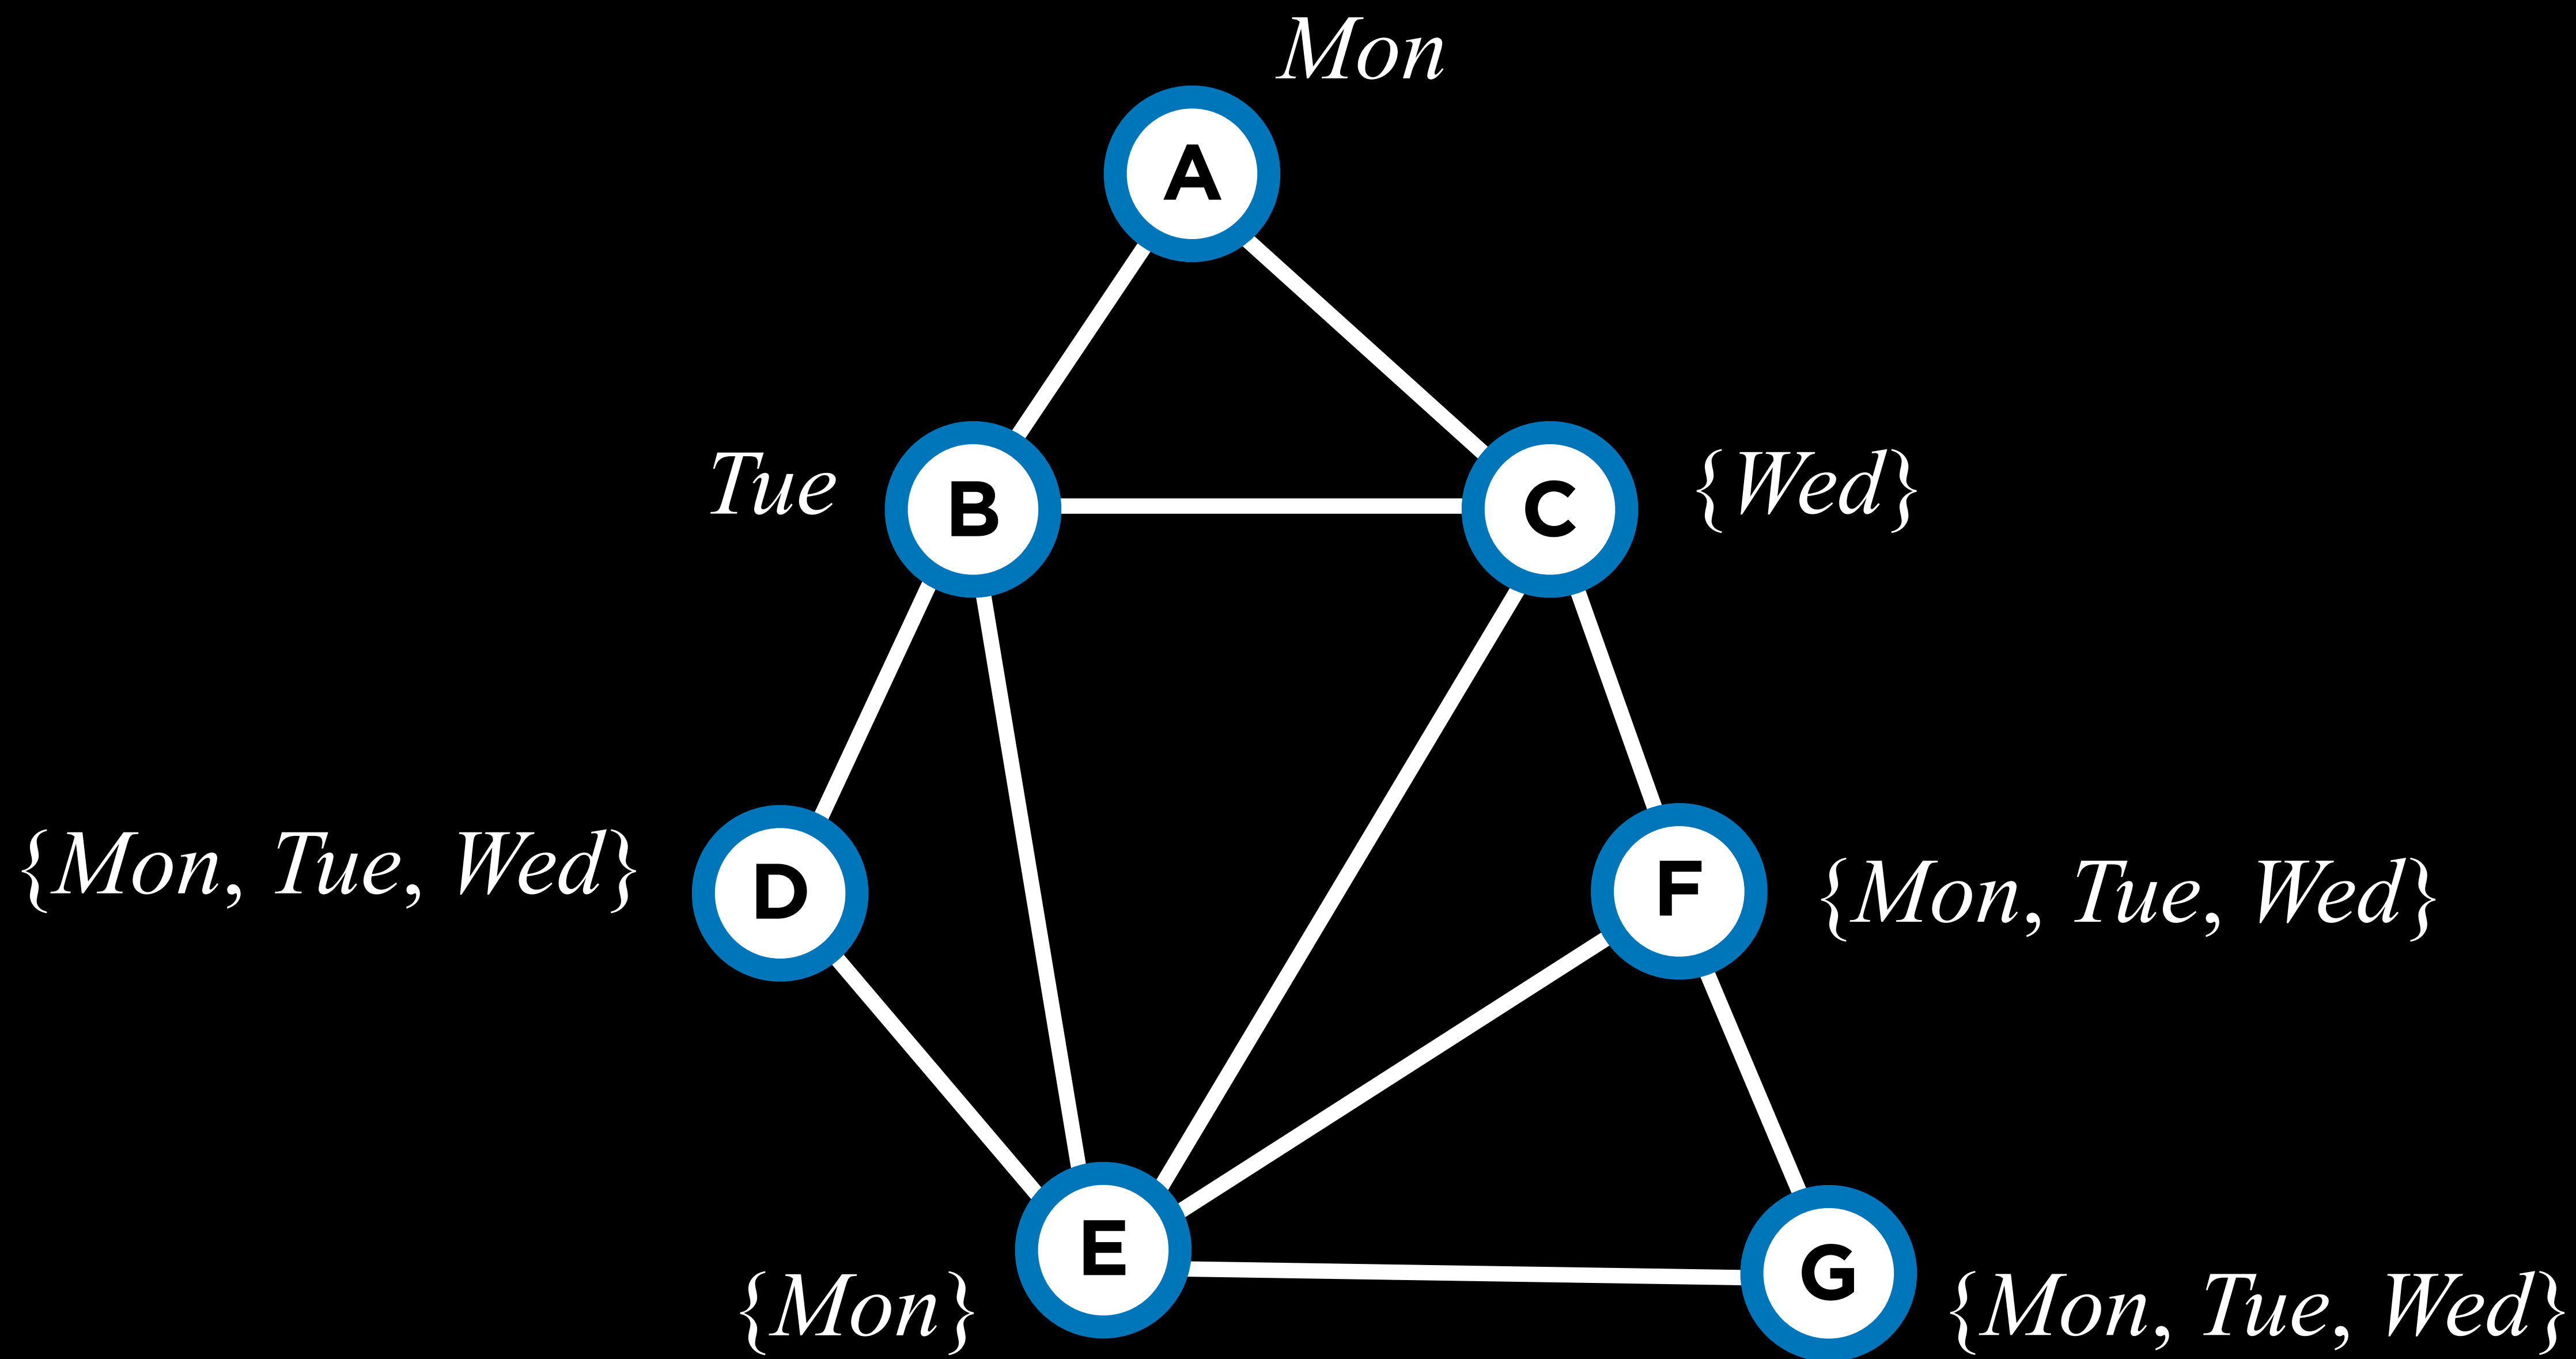 Mon
A
Tue
B
C
{Wed}
{Mon, Tue, Wed}
D
F
{Mon, Tue, Wed}
E
{Mon}
G
{Mon, Tue, Wed}